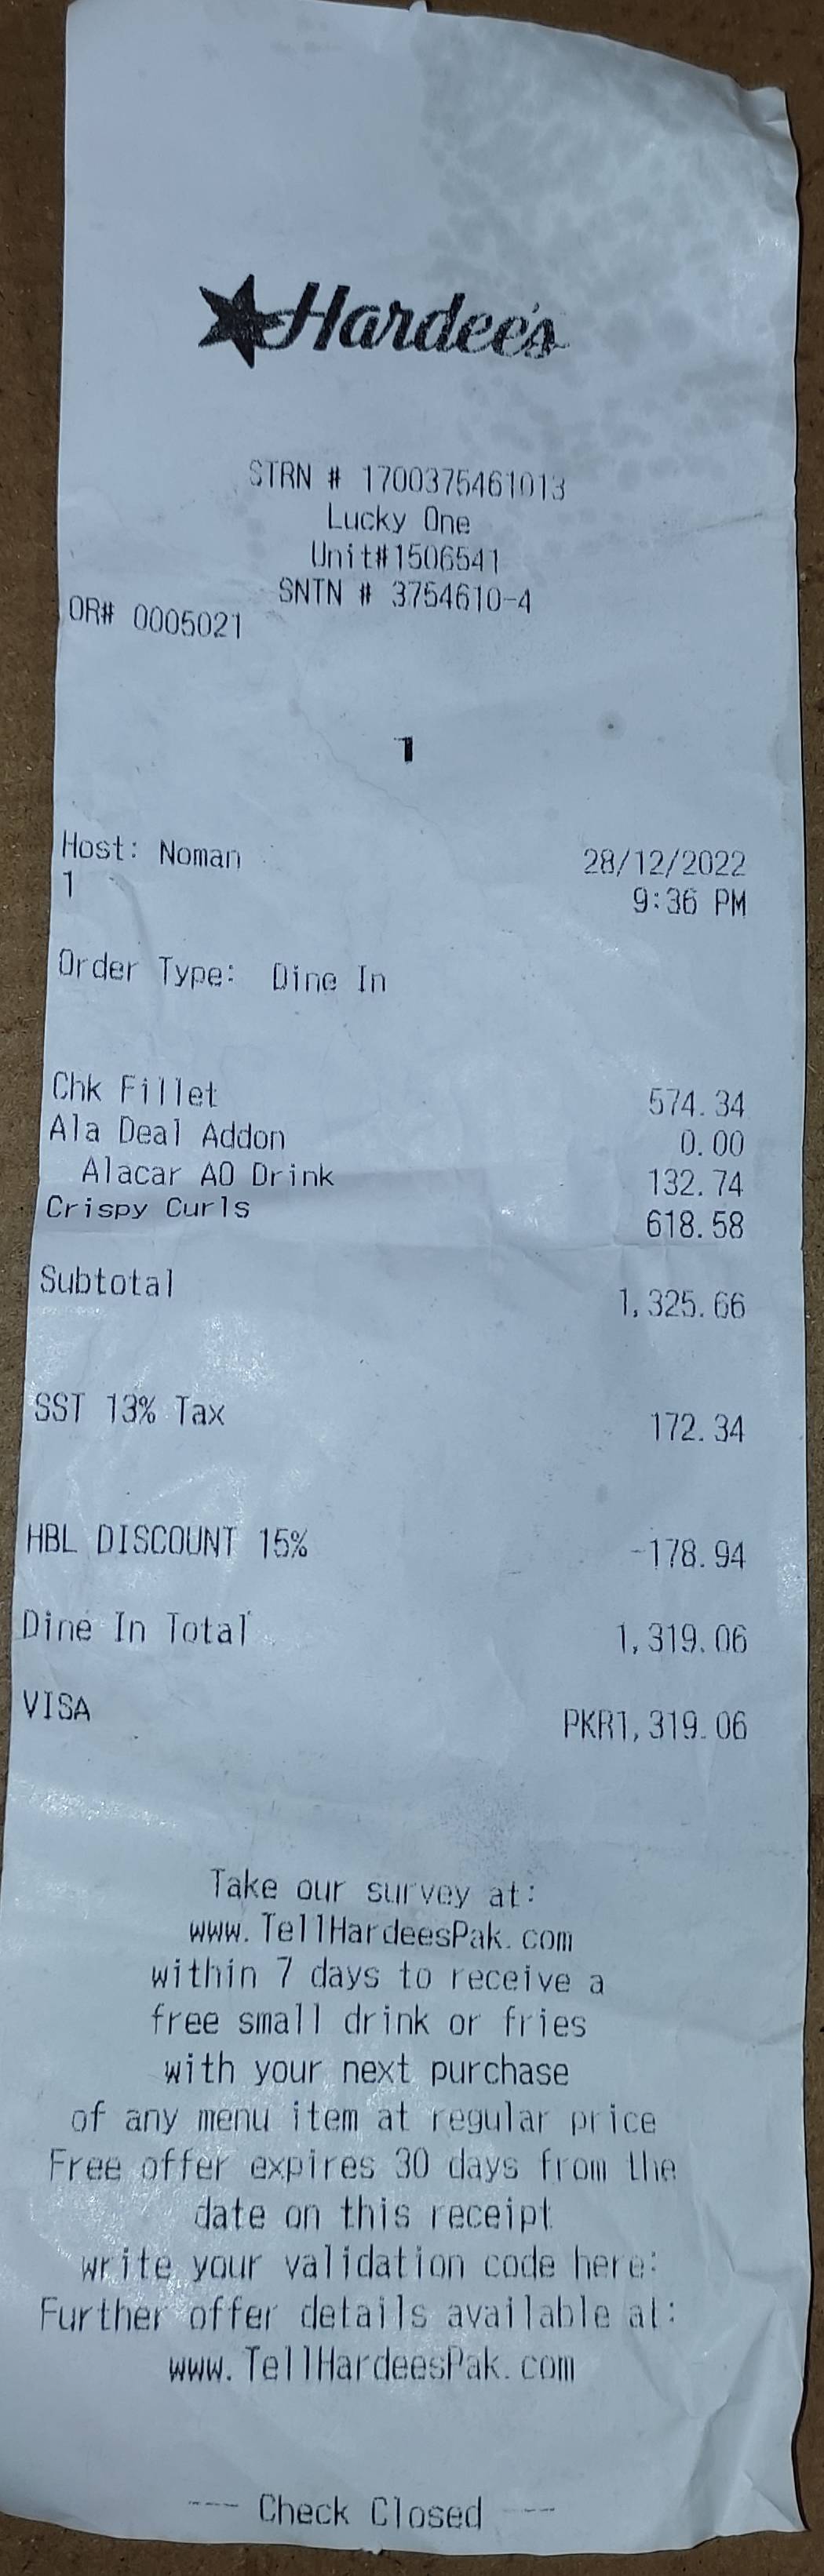 Hardee's
STRN # 1700375461013
Lucky One
Unit#1506541
SNTN # 3754610-4
OR# 0005021
1
Host: Noman 28/12/2022
1 9:36 PM
Order Type: Dine In
Chk Fillet 574.34
Ala Deal Addon 0.00
Alacar AO Drink 132.74
Crispy Curls 618.58
Subtotal 1,325.66
SST 13% Tax 172.34
HBL DISCOUNT 15% -178.94
Dine In Total 1,319.06
VISA PKR1,319.06
Take our survey at:
www.TellHardeesPak.com
within 7 days to receive a
free small drink or fries
with your next purchase
of any menu item at regular price
Free offer expires 30 days from the
date on this receipt
write your validation code here:
Further offer details available at:
www.TellHardeesPak.com
--- Check Closed ---